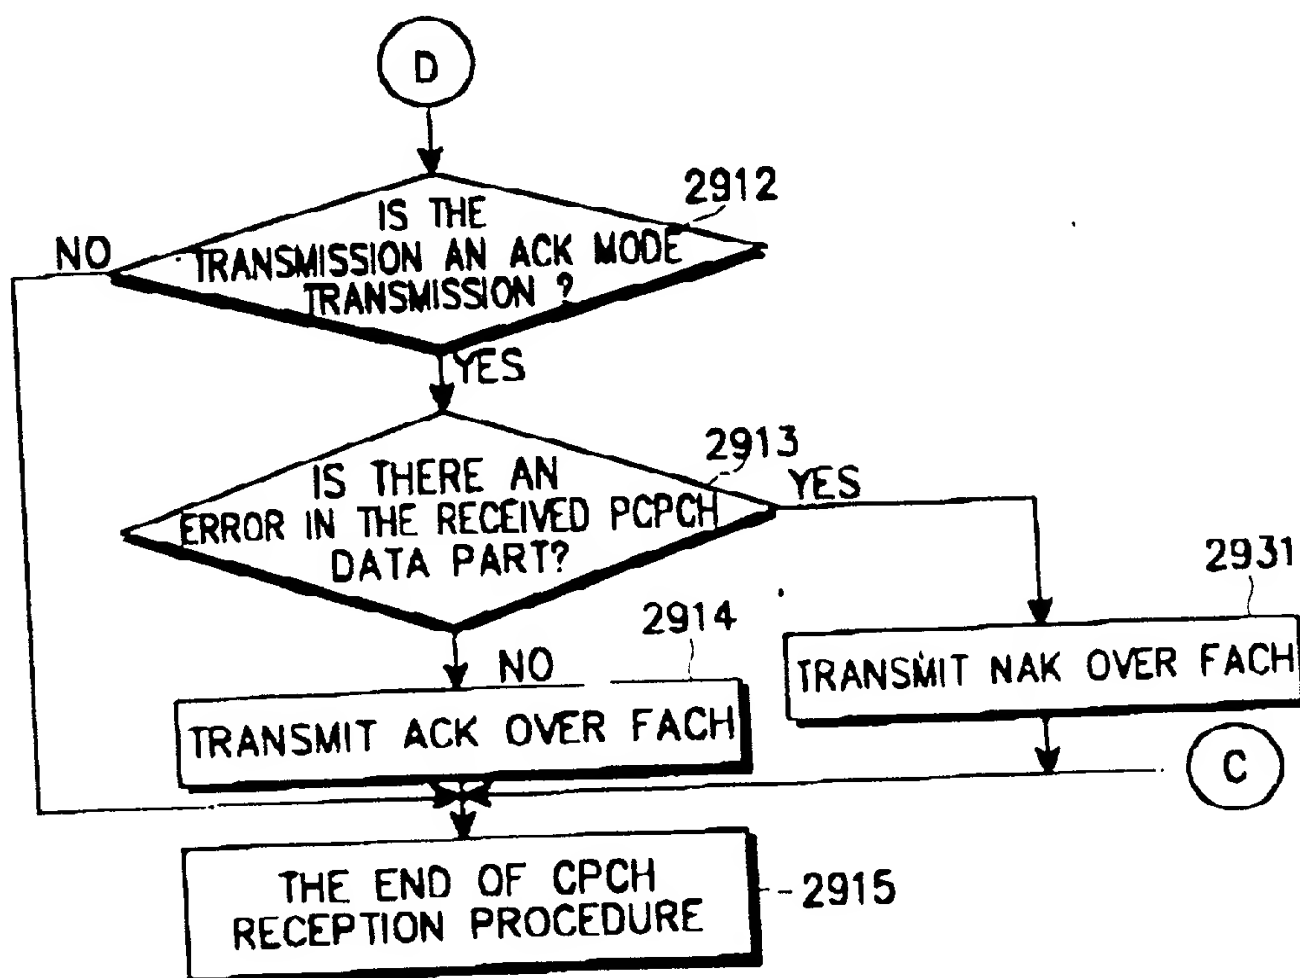 D
2912
IS THE
TRANSMISSION AN ACK MODE
TRANSMISSION ?
NO
YES
2913
IS THERE AN
ERROR IN THE RECEIVED PCPCH
DATA PART?
YES
2931
TRANSMIT NAK OVER FACH
NO
2914
TRANSMIT ACK OVER FACH
C
THE END OF CPCH
RECEPTION PROCEDURE
2915